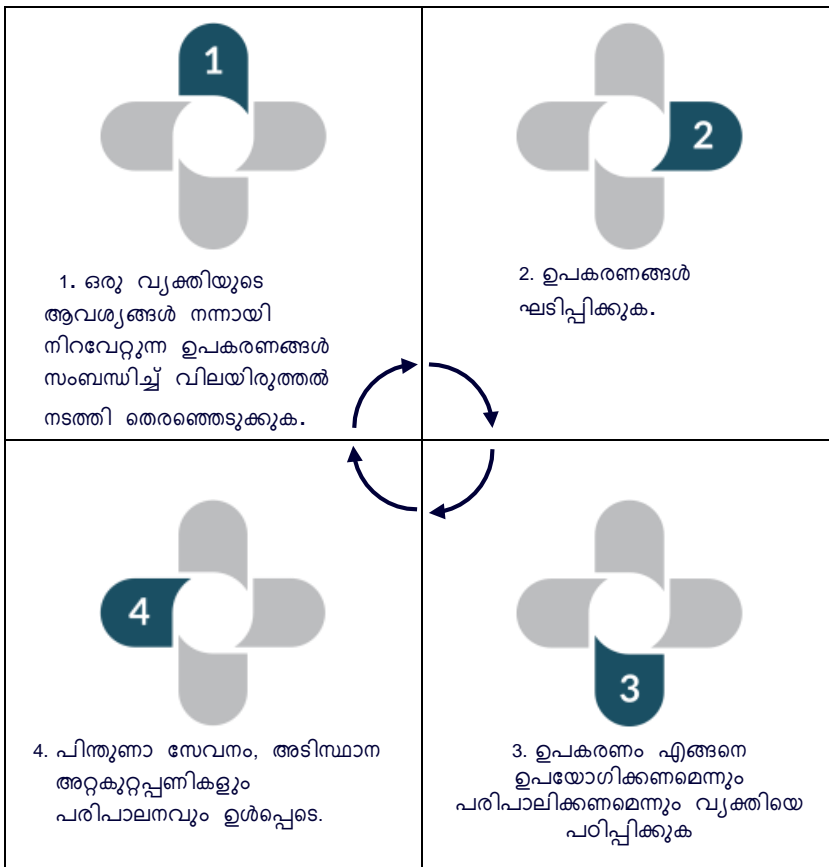 1
1. ഒരു വ്യക്തിയുടെ
ആവശ്യങ്ങൾ നന്നായി
നിറവേറ്റുന്ന ഉപകരണങ്ങൾ
സംബന്ധിച്ച് വിലയിരുത്തൽ
നടത്തി തെരഞ്ഞെടുക്കുക.
2
2. ഉപകരണങ്ങൾ
ഘടിപ്പിക്കുക.
3
3. ഉപകരണം എങ്ങനെ
ഉപയോഗിക്കണമെന്നും
പരിപാലിക്കണമെന്നും വ്യക്തിയെ
പഠിപ്പിക്കുക
4
4. പിന്തുണാ സേവനം, അടിസ്ഥാന
അറ്റകുറ്റപ്പണികളും
പരിപാലനവും ഉൾപ്പെടെ.